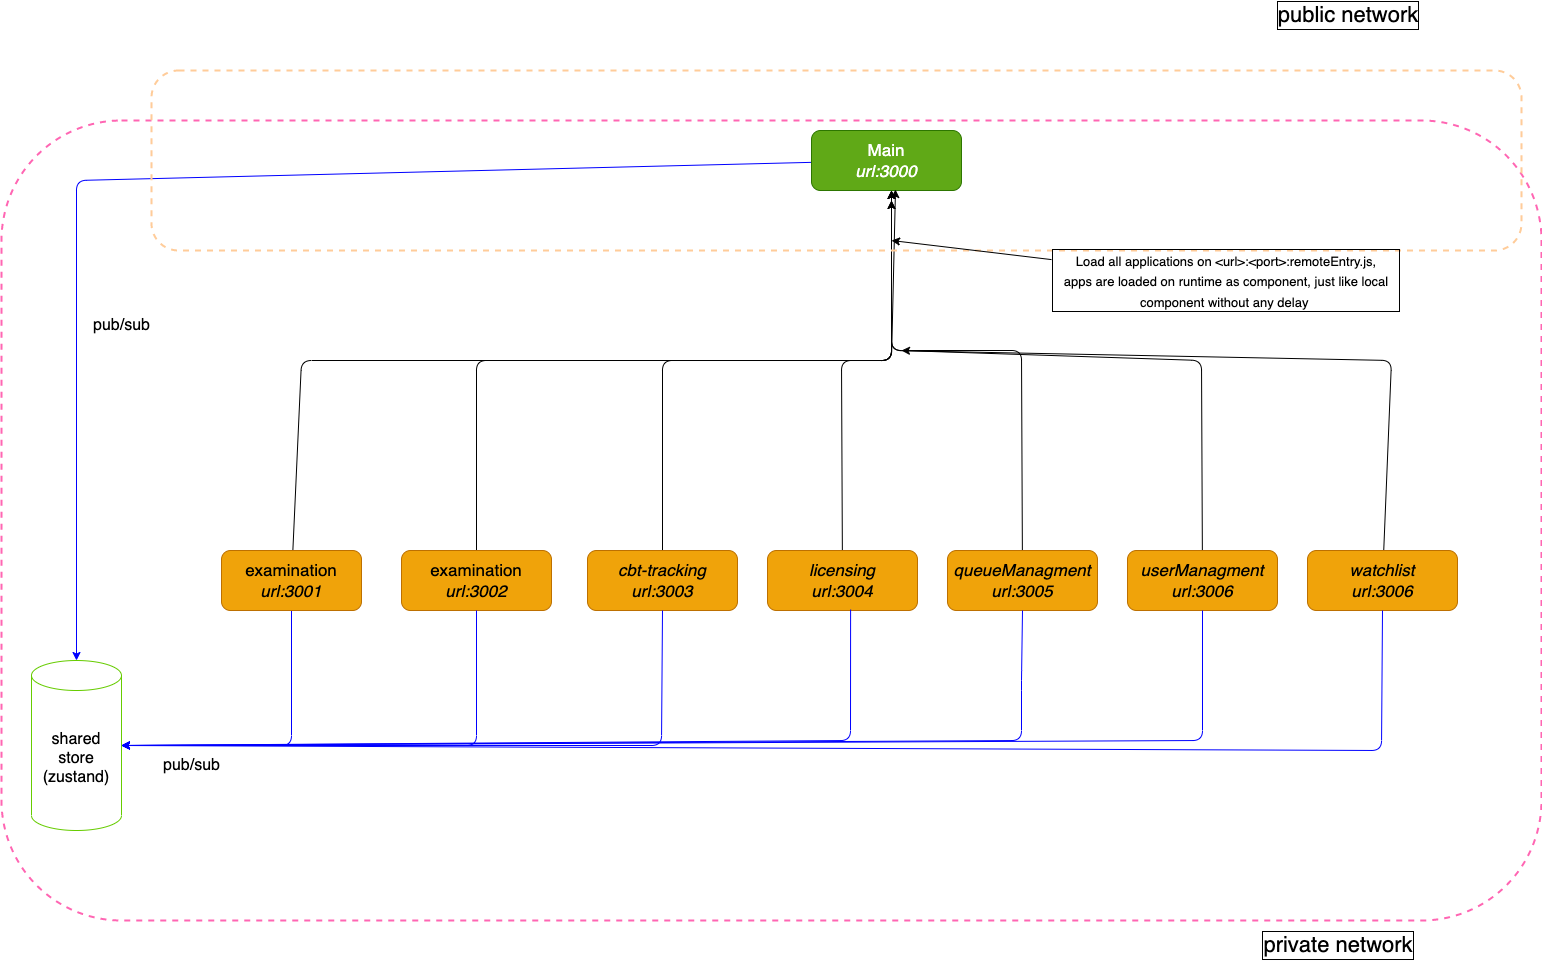 public network
Main
url:3000
Load all applications on <url>:<port>:remoteEntry.js,
apps are loaded on runtime as component, just like local
component without any delay
pub/sub
examination
url:3001
examination
url:3002
cbt-tracking
url:3003
licensing
url:3004
queueManagment
url:3005
userManagment
url:3006
watchlist
url:3006
shared
store
(zustand)
pub/sub
private network